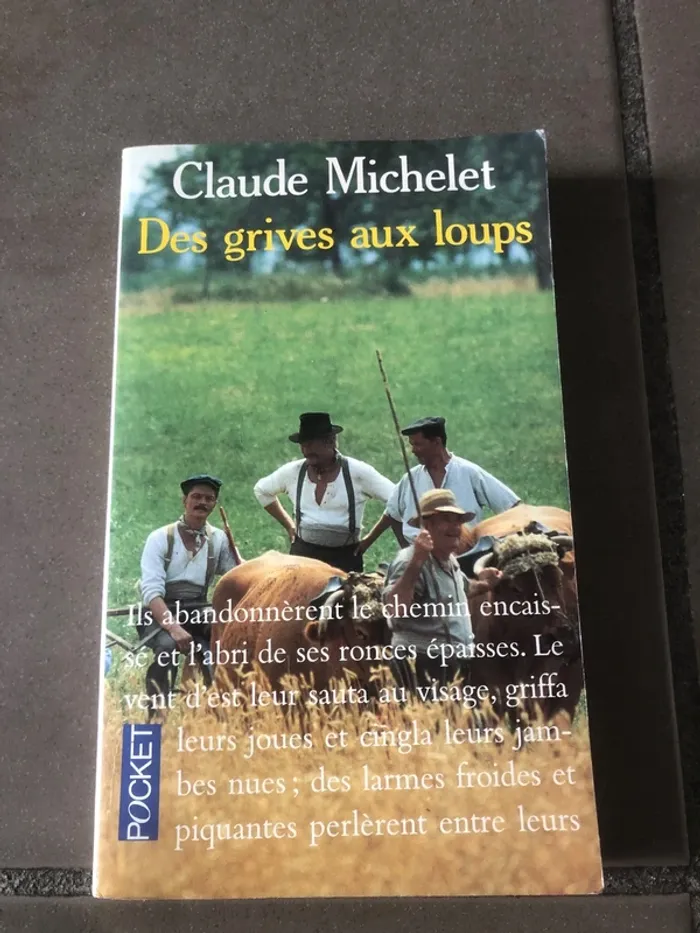 Claude Michelet
Des grives aux loups
Ils abandonnèrent le chemin encais-
sé et l'abri de ses ronces épaisses. Le
vent d'est leur sauta au visage, griffa
leurs joues et cingla leurs jam-
bes nues ; des larmes froides et
piquantes perlèrent entre leurs
POCKET